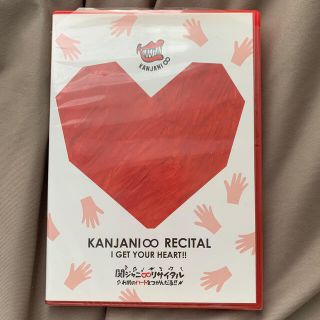 KANJANI∞
KANJANI∞ RECITAL
I GET YOUR HEART!!
関ジャニ∞リサイタル
お前のハートをつかんだる!!